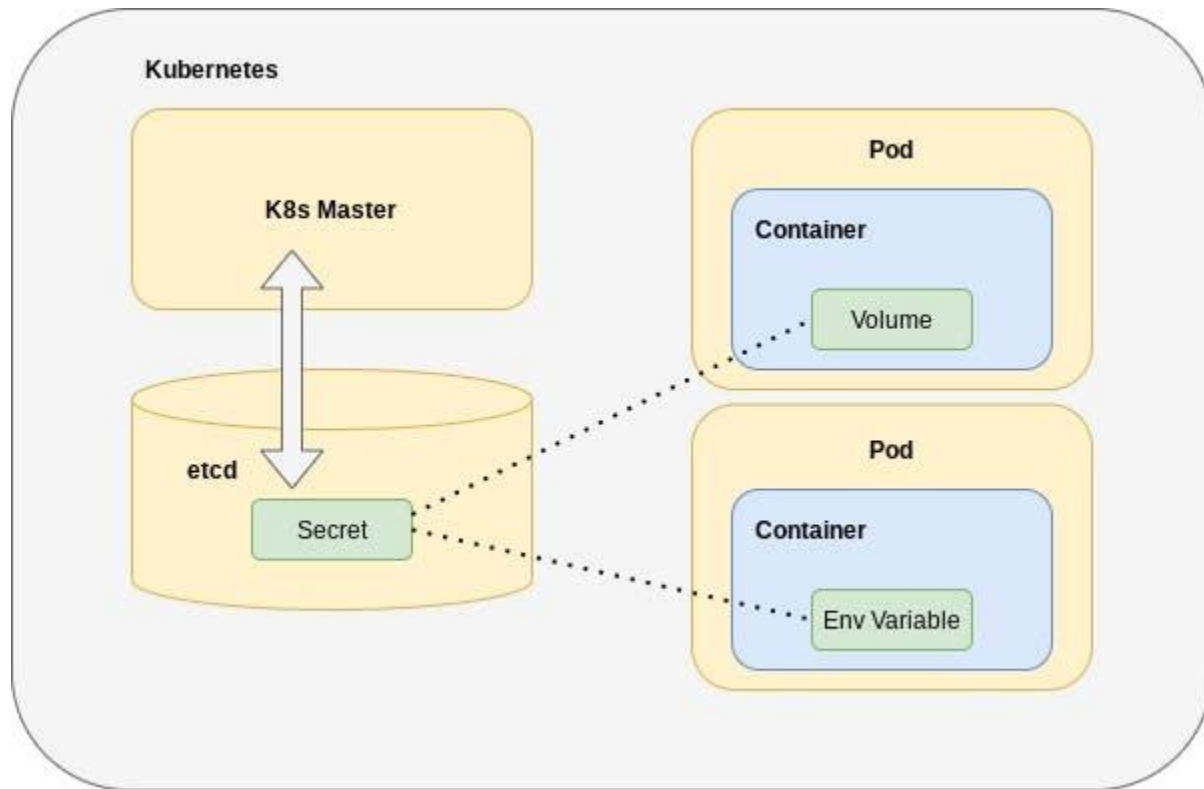 Kubernetes
K8s Master
etcd
Secret
Pod
Container
Volume
Pod
Container
Env Variable